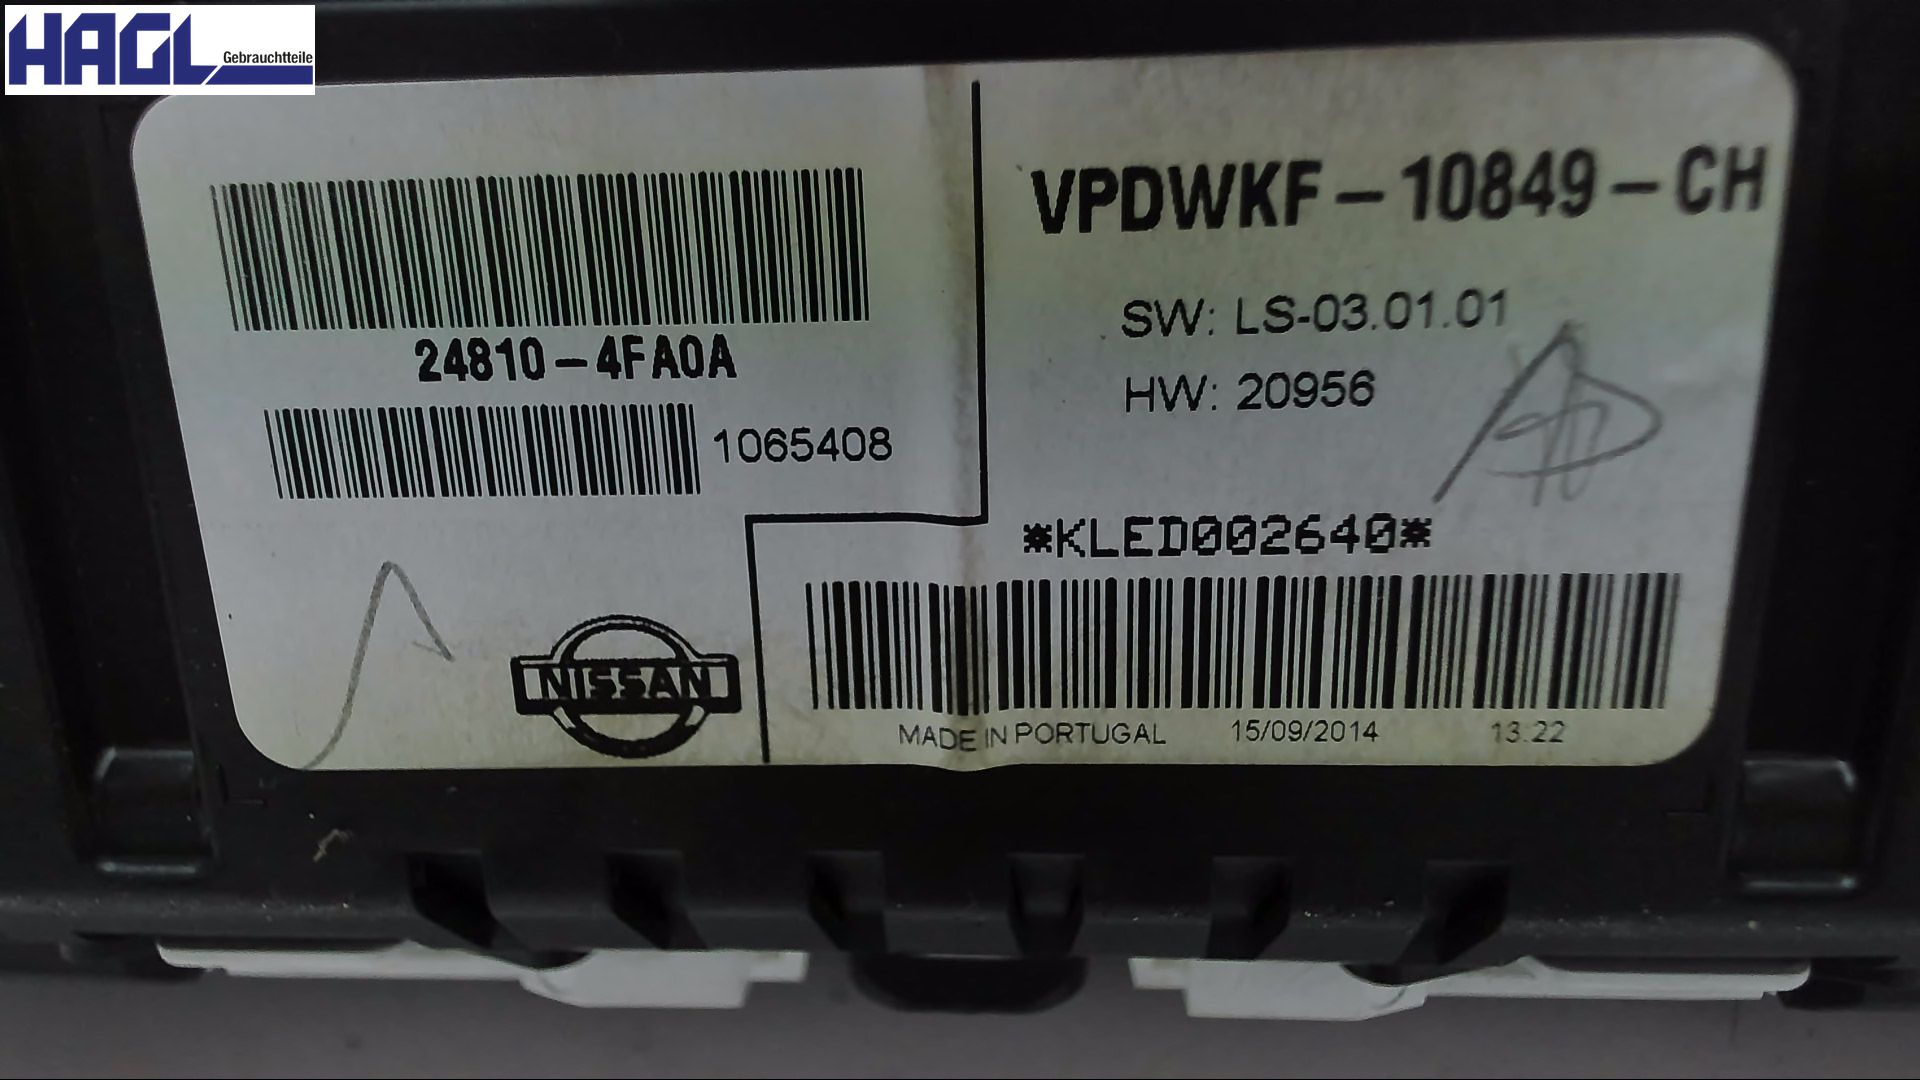 HAGL
Gebrauchtteile
24810-4FA0A
1065408
NISSAN
VPDWKF-10849-CH
SW: LS-03.01.01
HW: 20956
*KLED002640*
MADE IN PORTUGAL 15/09/2014 13:22